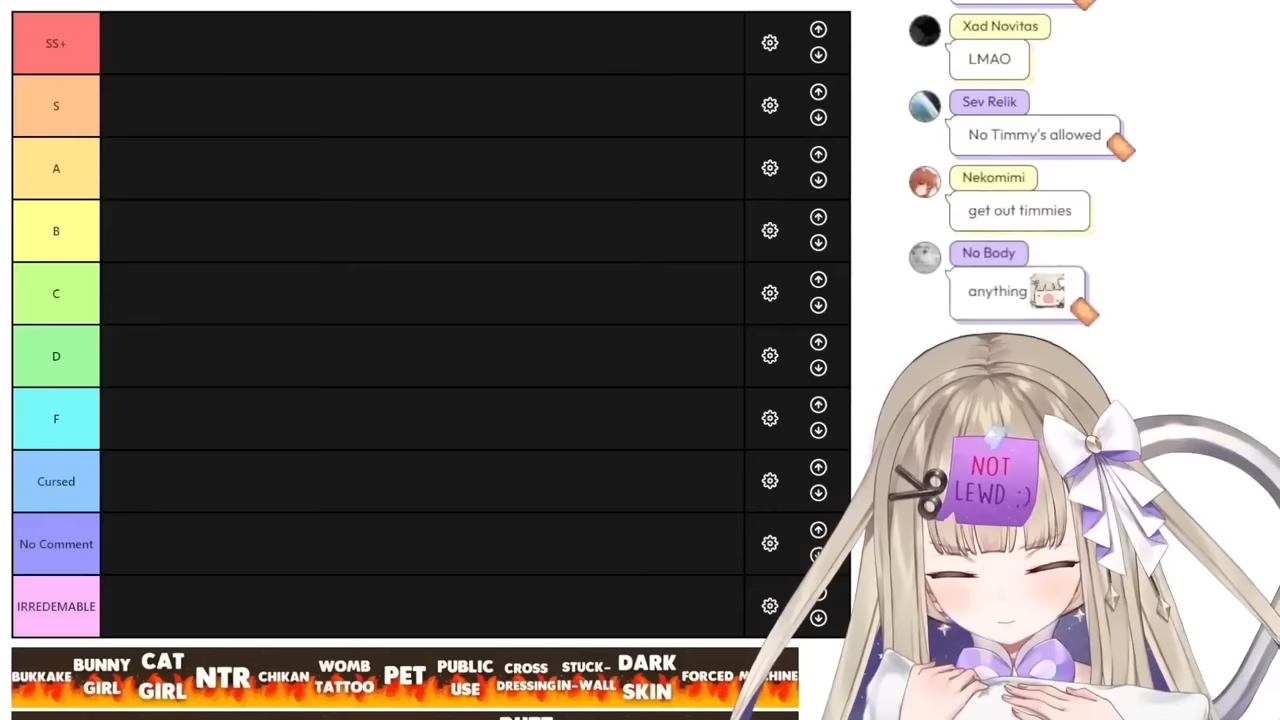 SS+
S
A
B
C
D
F
Cursed
No Comment
IRREDEMABLE
BUKKAKE
BUNNY
GIRL
CAT
GIRL
NTR
CHIKAN
WOMB
TATTOO
PET
PUBLIC
USE
CROSS
DRESSING
STUCK-
IN-WALL
DARK
SKIN
FORCED
Xad Novitas
LMAO
Sev Relik
No Timmy's allowed
Nekomimi
get out timmies
No Body
anything
NOT
LEWD :)